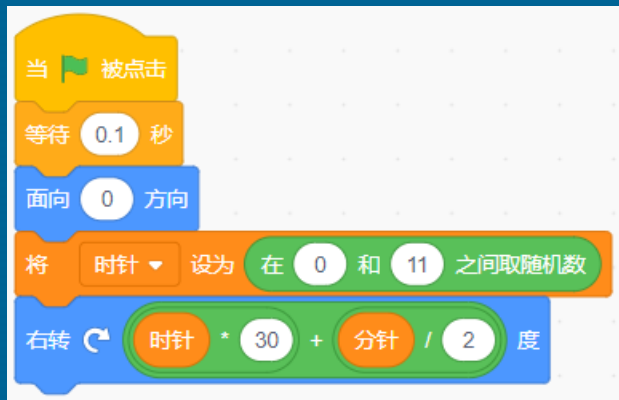 当 被点击
等待 0.1 秒
面向 0 方向
将 时针 设为 在 0 和 11 之间取随机数
右转 时针 * 30 + 分针 / 2 度